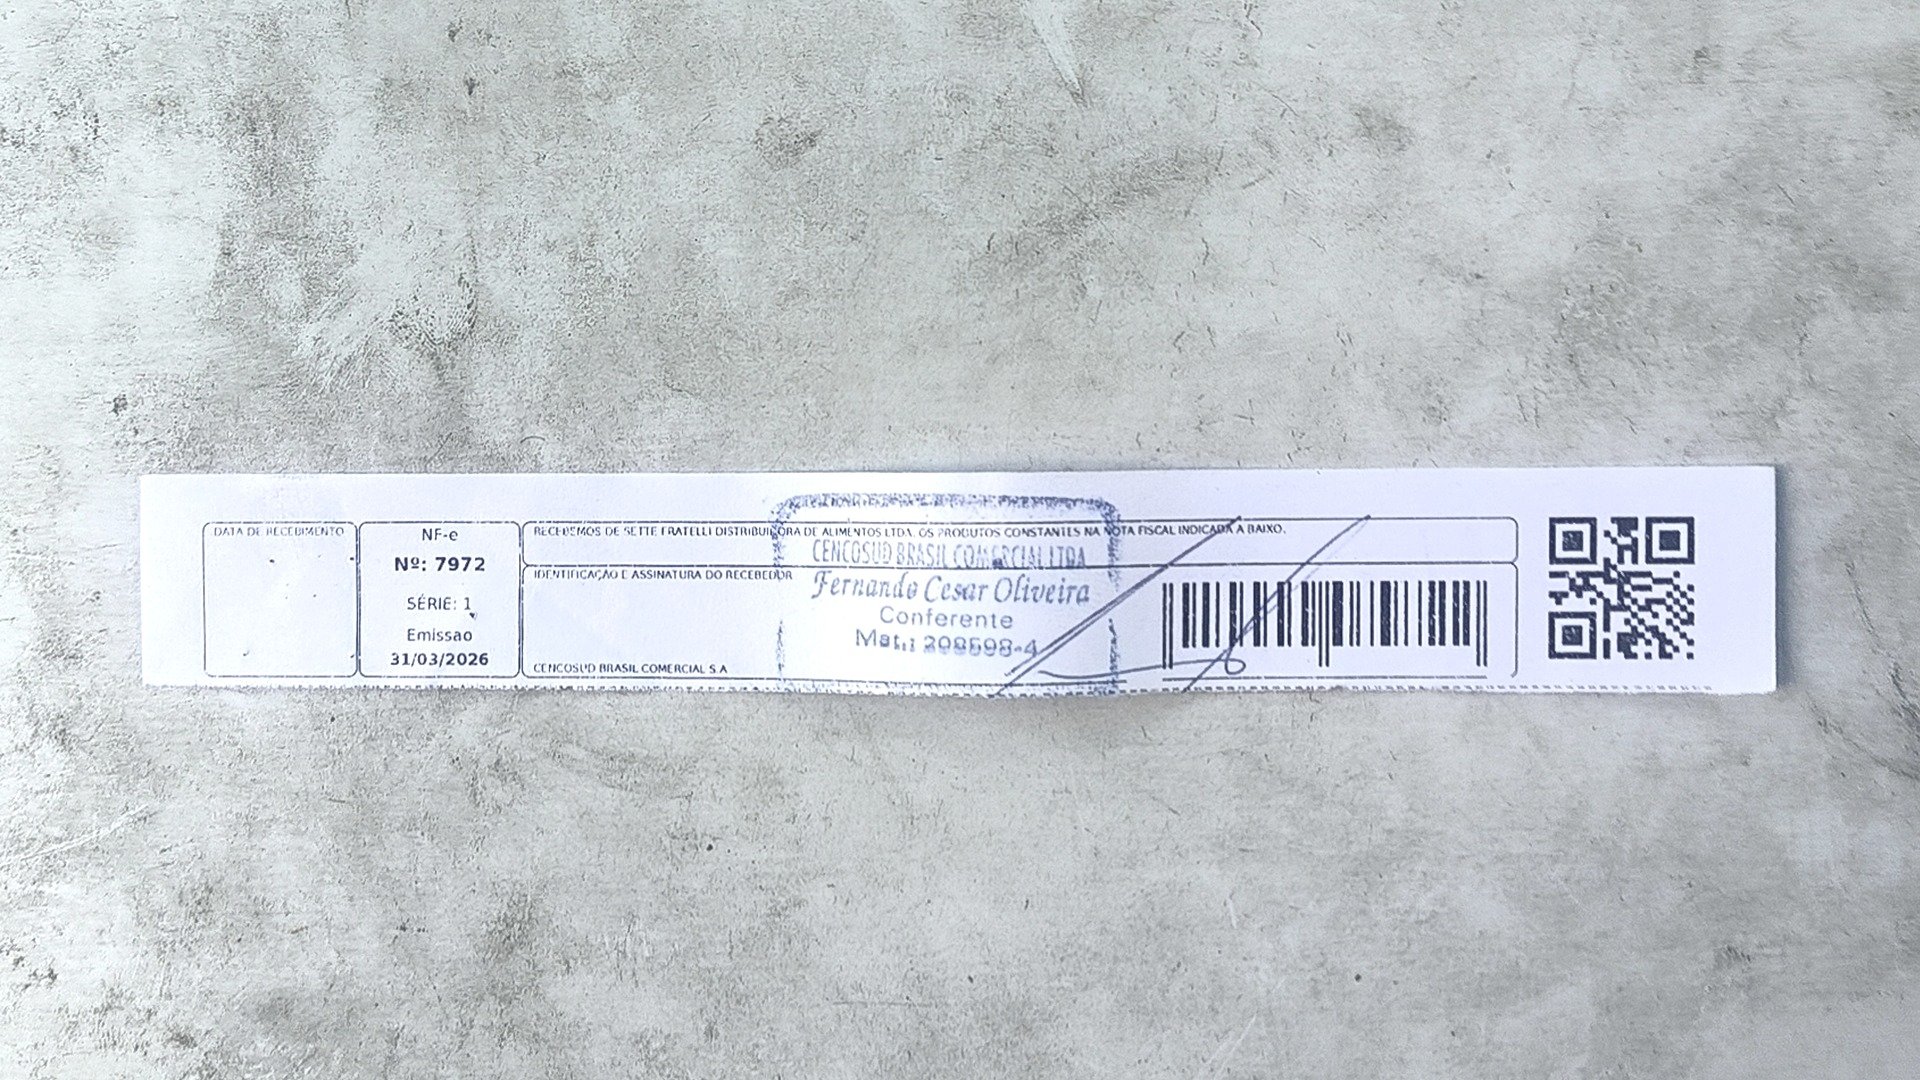 DATA DE RECEBIMENTO
NF-e
Nº: 7972
SÉRIE: 1
Emissao
31/03/2026
RECEBEMOS DE SETTE FRATELLI DISTRIBUIDORA DE ALIMENTOS LTDA. OS PRODUTOS CONSTANTES NA NOTA FISCAL INDICADA A BAIXO.
IDENTIFICAÇÃO E ASSINATURA DO RECEBEDOR
CENCOSUD BRASIL COMERCIAL S.A
CENCOSUD BRASIL COMERCIAL LTDA
Fernando Cesar Oliveira
Conferente
Mat.: